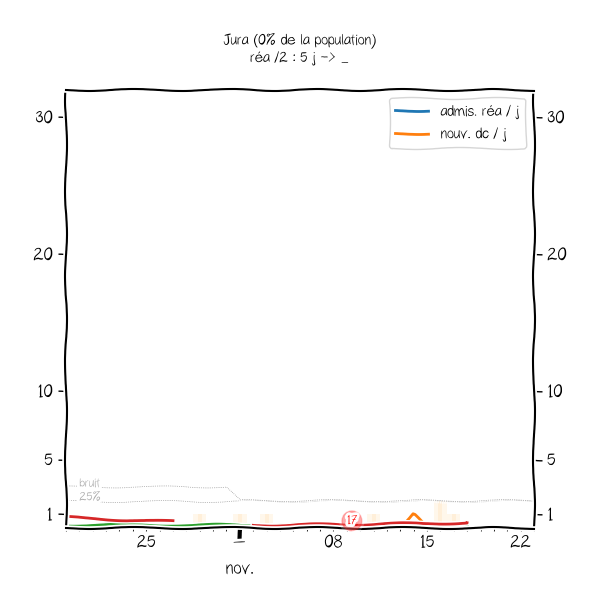 Jura (0% de la population)
réa /2 : 5 j -> _
admis. réa / j
nouv. dc / j
30
30
20
20
10
10
5
5
bruit
25%
1
1
17
25
08
15
22
nov.